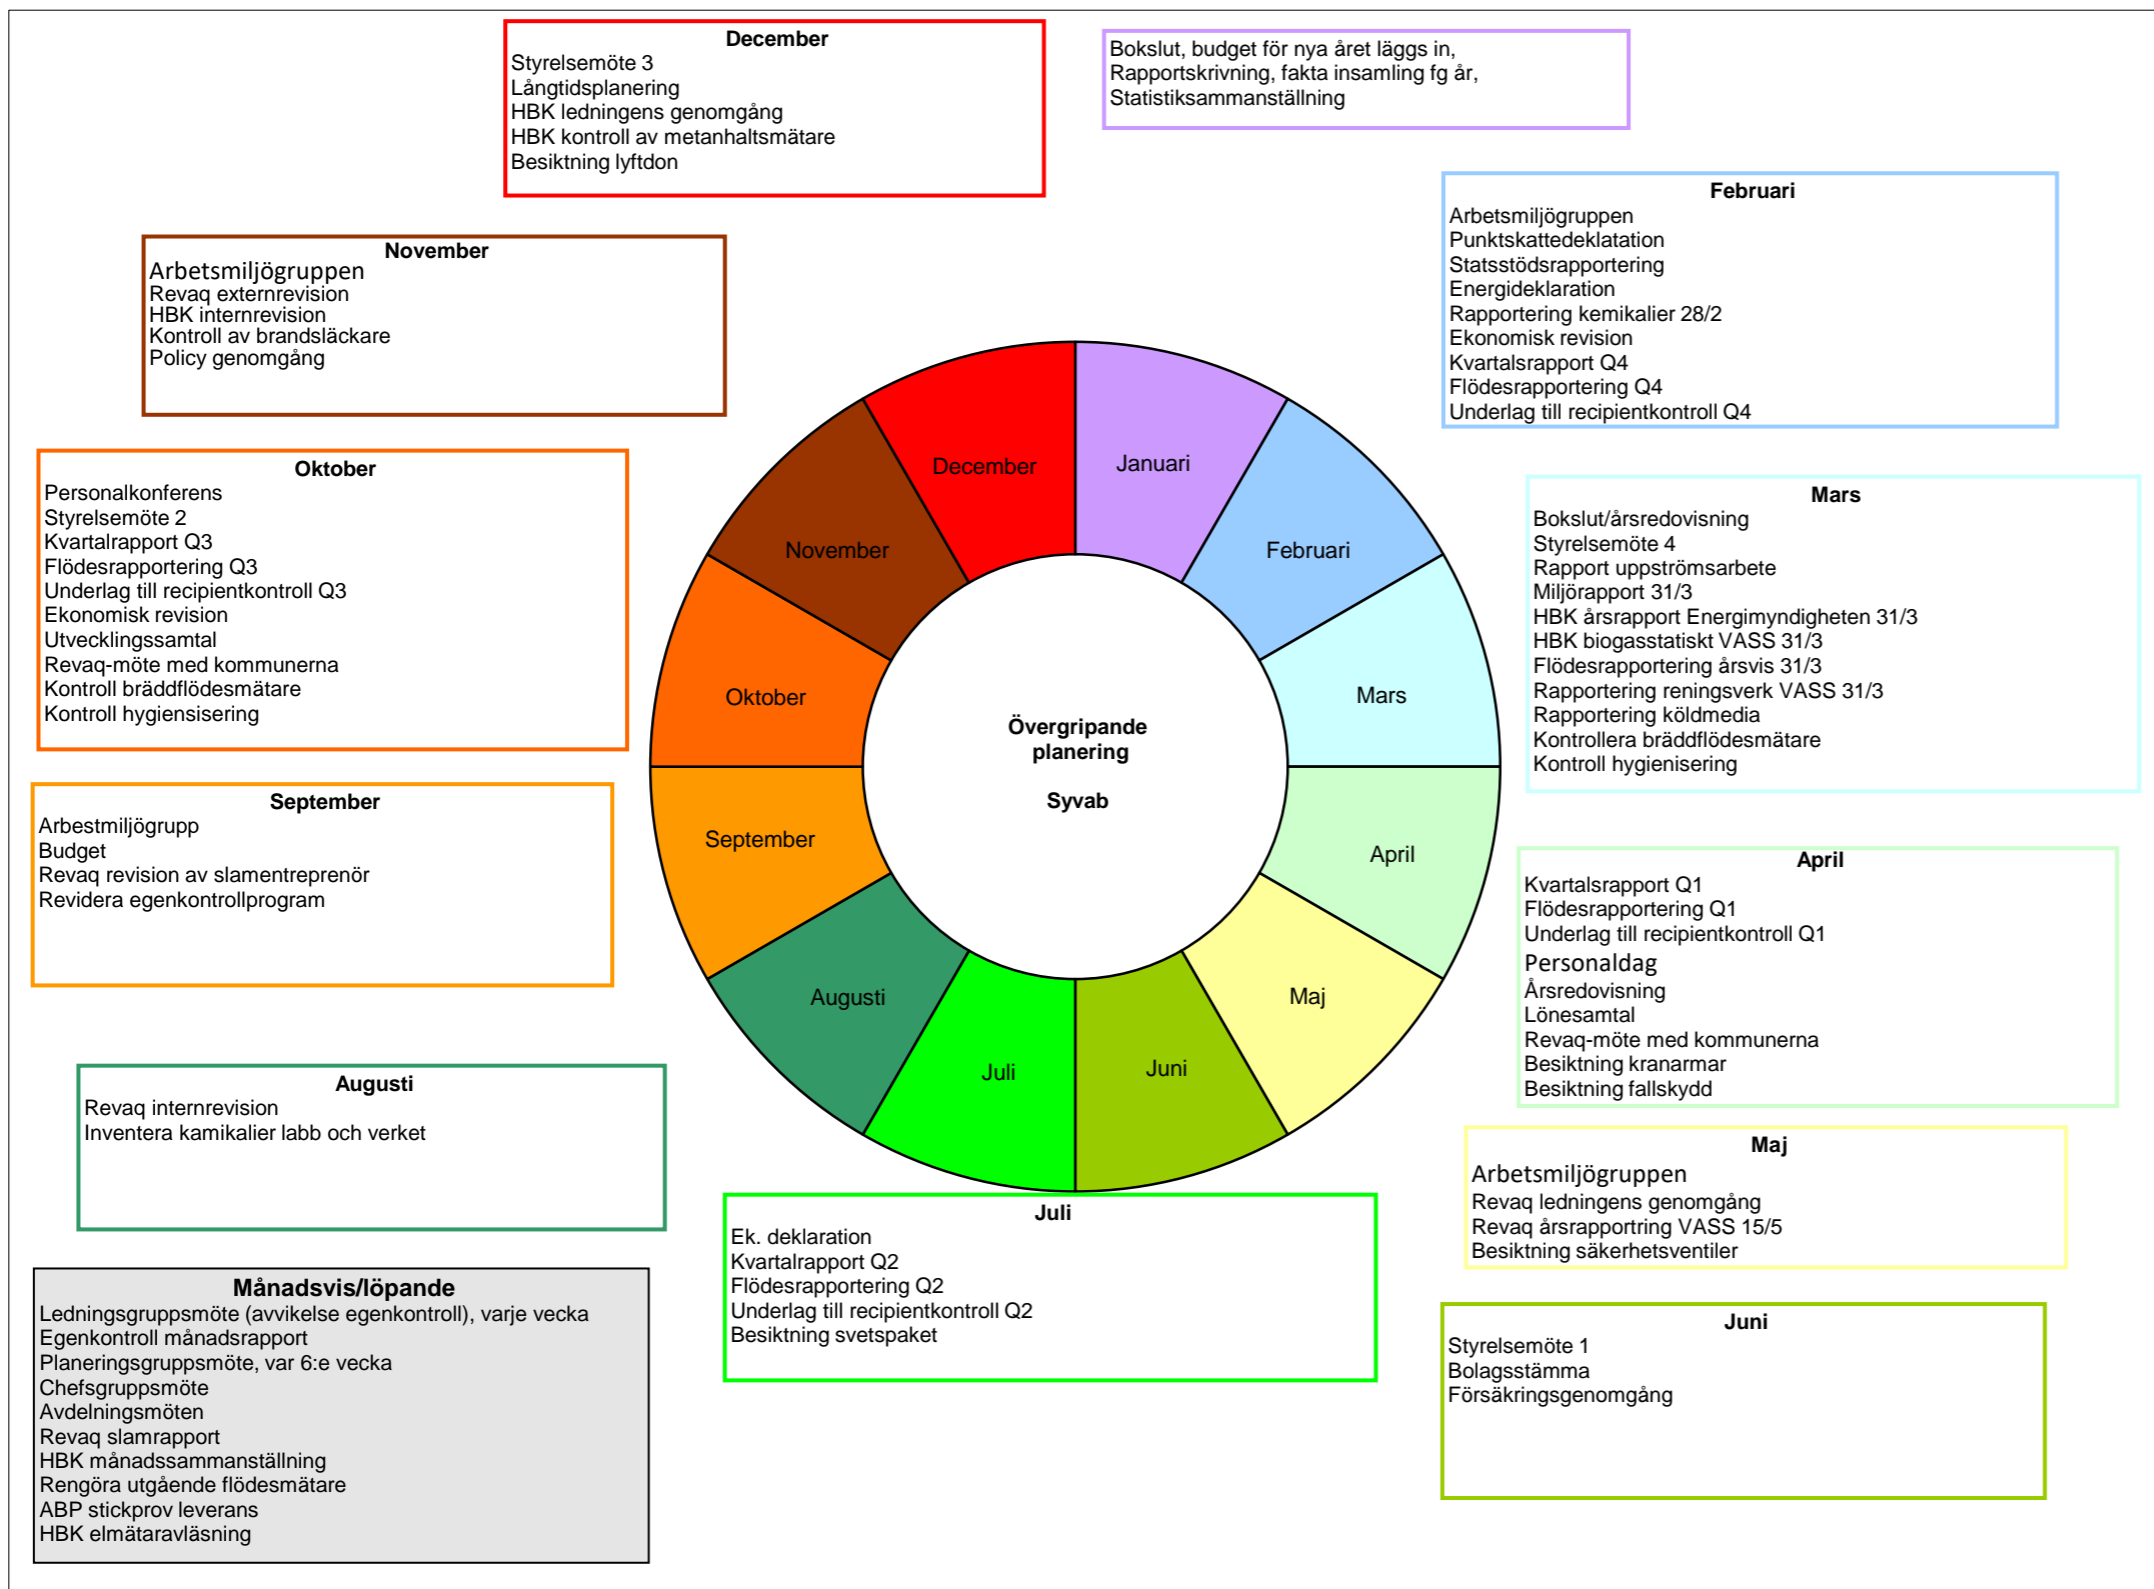 December
Styrelsemöte 3
Långtidsplanering
HBK ledningens genomgång
HBK kontroll av metanhaltsmätare
Besiktning lyftdon
Bokslut, budget för nya året läggs in,
Rapportskrivning, fakta insamling fg år,
Statistiksammanställning
Februari
Arbetsmiljögruppen
Punktskattedeklatation
Statsstödsrapportering
Energideklaration
Rapportering kemikalier 28/2
Ekonomisk revision
Kvartalsrapport Q4
Flödesrapportering Q4
Underlag till recipientkontroll Q4
November
Arbetsmiljögruppen
Revaq externrevision
HBK internrevision
Kontroll av brandsläckare
Policy genomgång
Oktober
Personalkonferens
Styrelsemöte 2
Kvartalrapport Q3
Flödesrapportering Q3
Underlag till recipientkontroll Q3
Ekonomisk revision
Utvecklingssamtal
Revaq-möte med kommunerna
Kontroll bräddflödesmätare
Kontroll hygiensisering
Mars
Bokslut/årsredovisning
Styrelsemöte 4
Rapport uppströmsarbete
Miljörapport 31/3
HBK årsrapport Energimyndigheten 31/3
HBK biogasstatiskt VASS 31/3
Flödesrapportering årsvis 31/3
Rapportering reningsverk VASS 31/3
Rapportering köldmedia
Kontrollera bräddflödesmätare
Kontroll hygienisering
December
Januari
November
Februari
Oktober
Mars
September
April
Augusti
Maj
Juli
Juni
Övergripande
planering
Syvab
September
Arbestmiljögrupp
Budget
Revaq revision av slamentreprenör
Revidera egenkontrollprogram
April
Kvartalsrapport Q1
Flödesrapportering Q1
Underlag till recipientkontroll Q1
Personaldag
Årsredovisning
Lönesamtal
Revaq-möte med kommunerna
Besiktning kranarmar
Besiktning fallskydd
Augusti
Revaq internrevision
Inventera kamikalier labb och verket
Maj
Arbetsmiljögruppen
Revaq ledningens genomgång
Revaq årsrapportring VASS 15/5
Besiktning säkerhetsventiler
Juli
Ek. deklaration
Kvartalrapport Q2
Flödesrapportering Q2
Underlag till recipientkontroll Q2
Besiktning svetspaket
Juni
Styrelsemöte 1
Bolagsstämma
Försäkringsgenomgång
Månadsvis/löpande
Ledningsgruppsmöte (avvikelse egenkontroll), varje vecka
Egenkontroll månadsrapport
Planeringsgruppsmöte, var 6:e vecka
Chefsgruppsmöte
Avdelningsmöten
Revaq slamrapport
HBK månadssammanställning
Rengöra utgående flödesmätare
ABP stickprov leverans
HBK elmätaravläsning